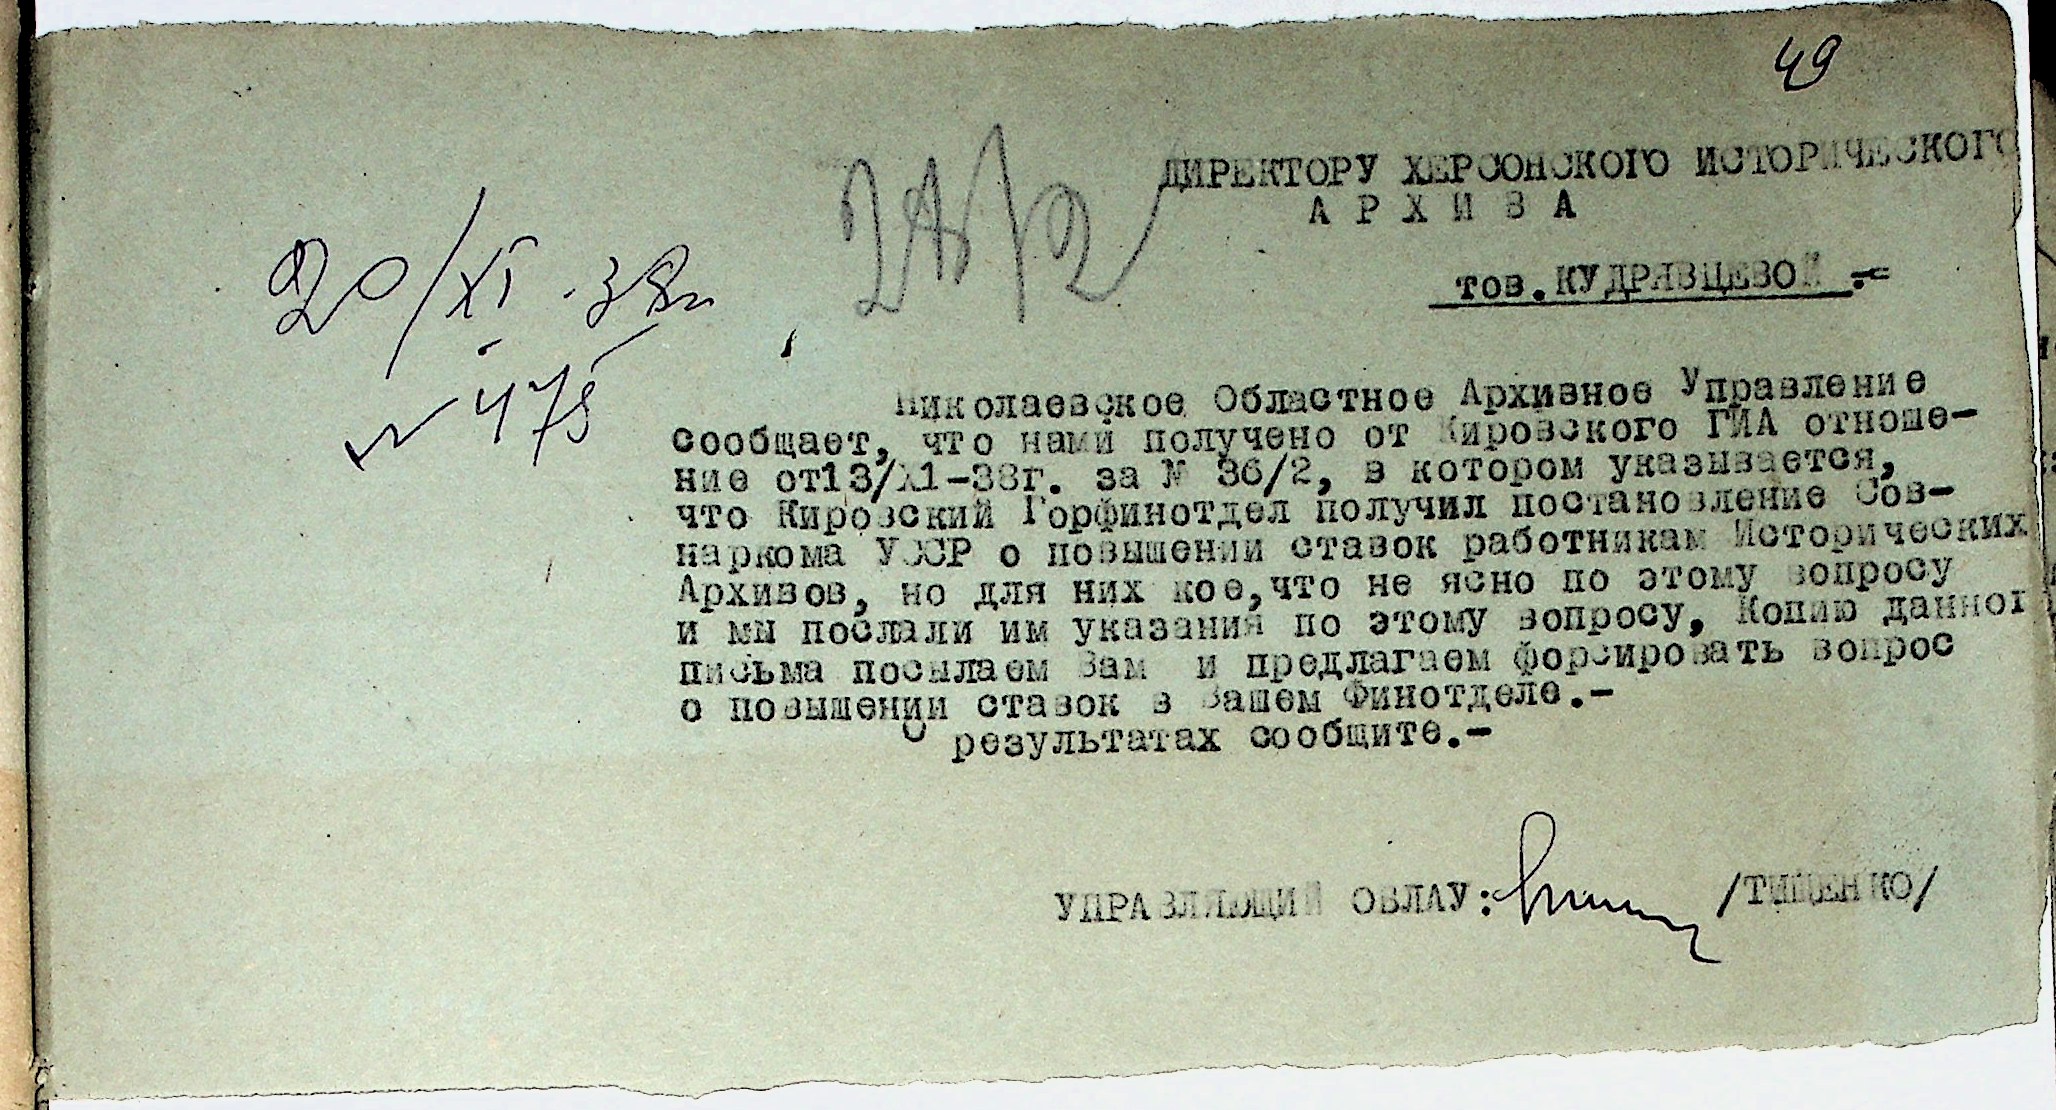 49
ДИРЕКТОРУ ХЕРСОНСКОГО ИСТОРИЧЕСКОГО
А Р Х И В А
тов.КУДРЯВЦЕВОЙ.-
20/XI-38г.
№ 475
Николаевское Областное Архивное Управление
сообщает, что нами получено от Кировского ГИА отноше-
ние от13/X1-38г. за № 36/2, в котором указывается,
что Кировский Горфинотдел получил постановление Сов-
наркома УССР о повышении ставок работникам Исторических
Архивов, но для них кое,что не ясно по этому вопросу
и мы послали им указания по этому вопросу, Копию данног
письма посылаем Вам и предлагаем форсировать вопрос
о повышении ставок в Вашем Финотделе.-
О результатах сообщите.-
УПРАВЛЯЮЩИЙ ОБЛАУ: /ТИЩЕНКО/